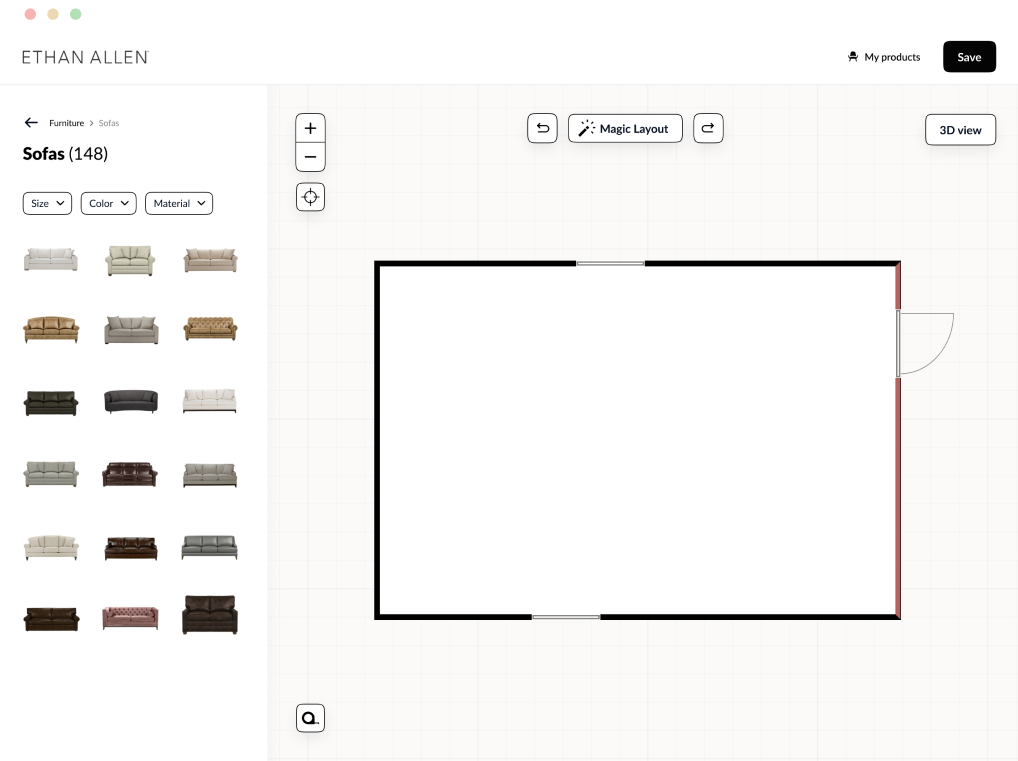 ETHAN ALLEN
My products
Save
Furniture > Sofas
Sofas (148)
Size
Color
Material
+
−
Magic Layout
3D view